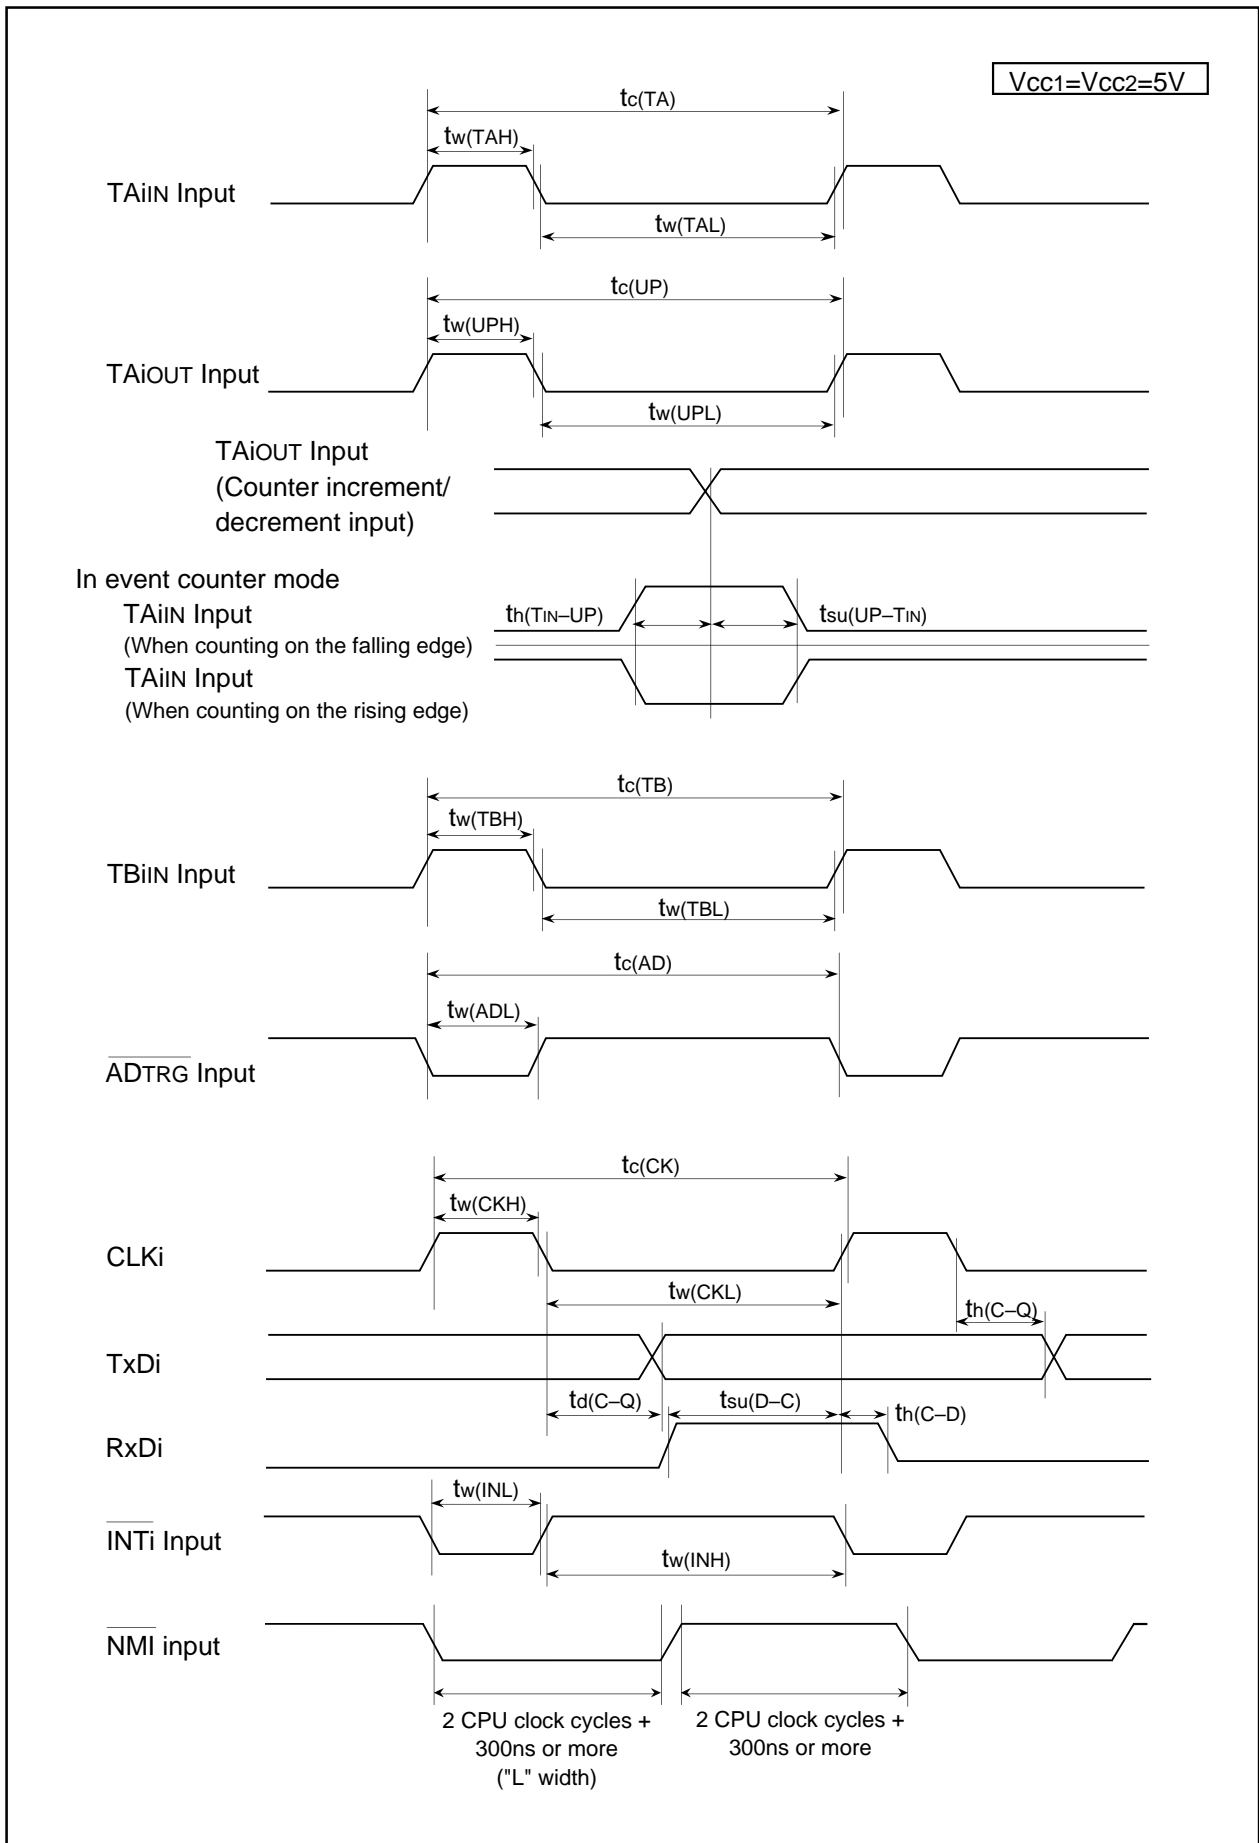 Vcc1=Vcc2=5V
tc(TA)
tw(TAH)
TAiIN Input
tw(TAL)
tc(UP)
tw(UPH)
TAiOUT Input
tw(UPL)
TAiOUT Input
(Counter increment/
decrement input)
In event counter mode
TAiIN Input
(When counting on the falling edge)
th(TIN–UP)
tsu(UP–TIN)
TAiIN Input
(When counting on the rising edge)
tc(TB)
tw(TBH)
TBiIN Input
tw(TBL)
tc(AD)
tw(ADL)
ADTRG Input
tc(CK)
tw(CKH)
CLKi
tw(CKL)
th(C–Q)
TxDi
td(C–Q)
tsu(D–C)
th(C–D)
RxDi
tw(INL)
INTi Input
tw(INH)
NMI input
2 CPU clock cycles +
300ns or more
("L" width)
2 CPU clock cycles +
300ns or more